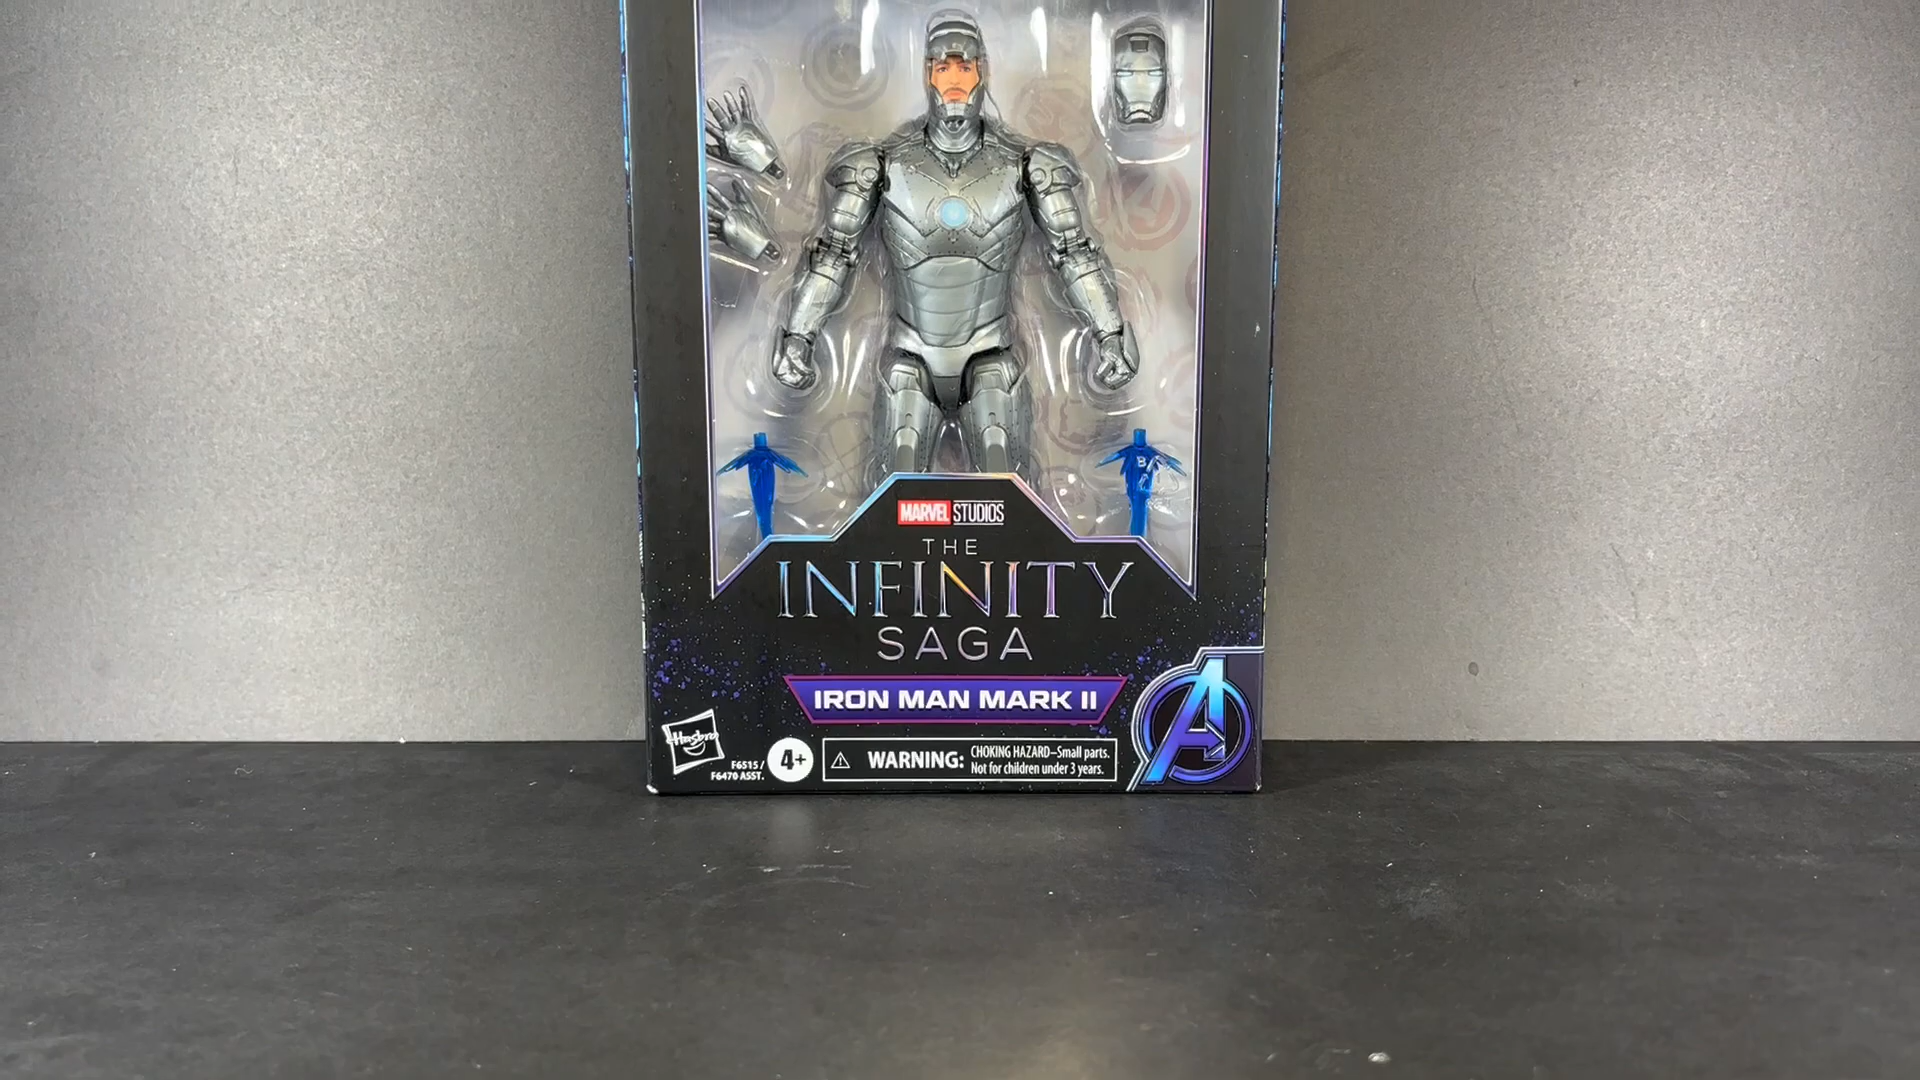 MARVEL STUDIOS
THE
INFINITY
SAGA
IRON MAN MARK II
Hasbro
F6515 /
F6470 ASST.
4+
WARNING: CHOKING HAZARD–Small parts.
Not for children under 3 years.